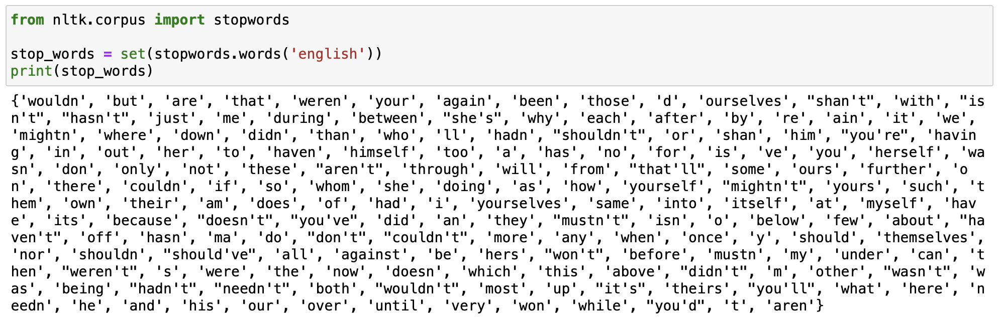 from nltk.corpus import stopwords
stop_words = set(stopwords.words('english'))
print(stop_words)
{'wouldn', 'but', 'are', 'that', 'weren', 'your', 'again', 'been', 'those', 'd', 'ourselves', "shan't", 'with', "is
n't", "hasn't", 'just', 'me', 'during', 'between', "she's", 'why', 'each', 'after', 'by', 're', 'ain', 'it', 'we',
'mightn', 'where', 'down', 'didn', 'than', 'who', 'll', 'hadn', "shouldn't", 'or', 'shan', 'him', "you're", 'havin
g', 'in', 'out', 'her', 'to', 'haven', 'himself', 'too', 'a', 'has', 'no', 'for', 'is', 've', 'you', 'herself', 'wa
sn', 'don', 'only', 'not', 'these', "aren't", 'through', 'will', 'from', "that'll", 'some', 'ours', 'further', 'o
n', 'there', 'couldn', 'if', 'so', 'whom', 'she', 'doing', 'as', 'how', 'yourself', "mightn't", 'yours', 'such', 't
hem', 'own', 'their', 'am', 'does', 'of', 'had', 'i', 'yourselves', 'same', 'into', 'itself', 'at', 'myself', 'hav
e', 'its', 'because', "doesn't", "you've", 'did', 'an', 'they', "mustn't", 'isn', 'o', 'below', 'few', 'about', "ha
ven't", 'off', 'hasn', 'ma', 'do', "don't", "couldn't", 'more', 'any', 'when', 'once', 'y', 'should', 'themselves',
'nor', 'shouldn', "should've", 'all', 'against', 'be', 'hers', "won't", 'before', 'mustn', 'my', 'under', 'can', 't
hen', "weren't", 's', 'were', 'the', 'now', 'doesn', 'which', 'this', 'above', "didn't", 'm', 'other', "wasn't", 'w
as', 'being', "hadn't", "needn't", 'both', "wouldn't", 'most', 'up', "it's", 'theirs', "you'll", 'what', 'here', 'n
eedn', 'he', 'and', 'his', 'our', 'over', 'until', 'very', 'won', 'while', "you'd", 't', 'aren'}